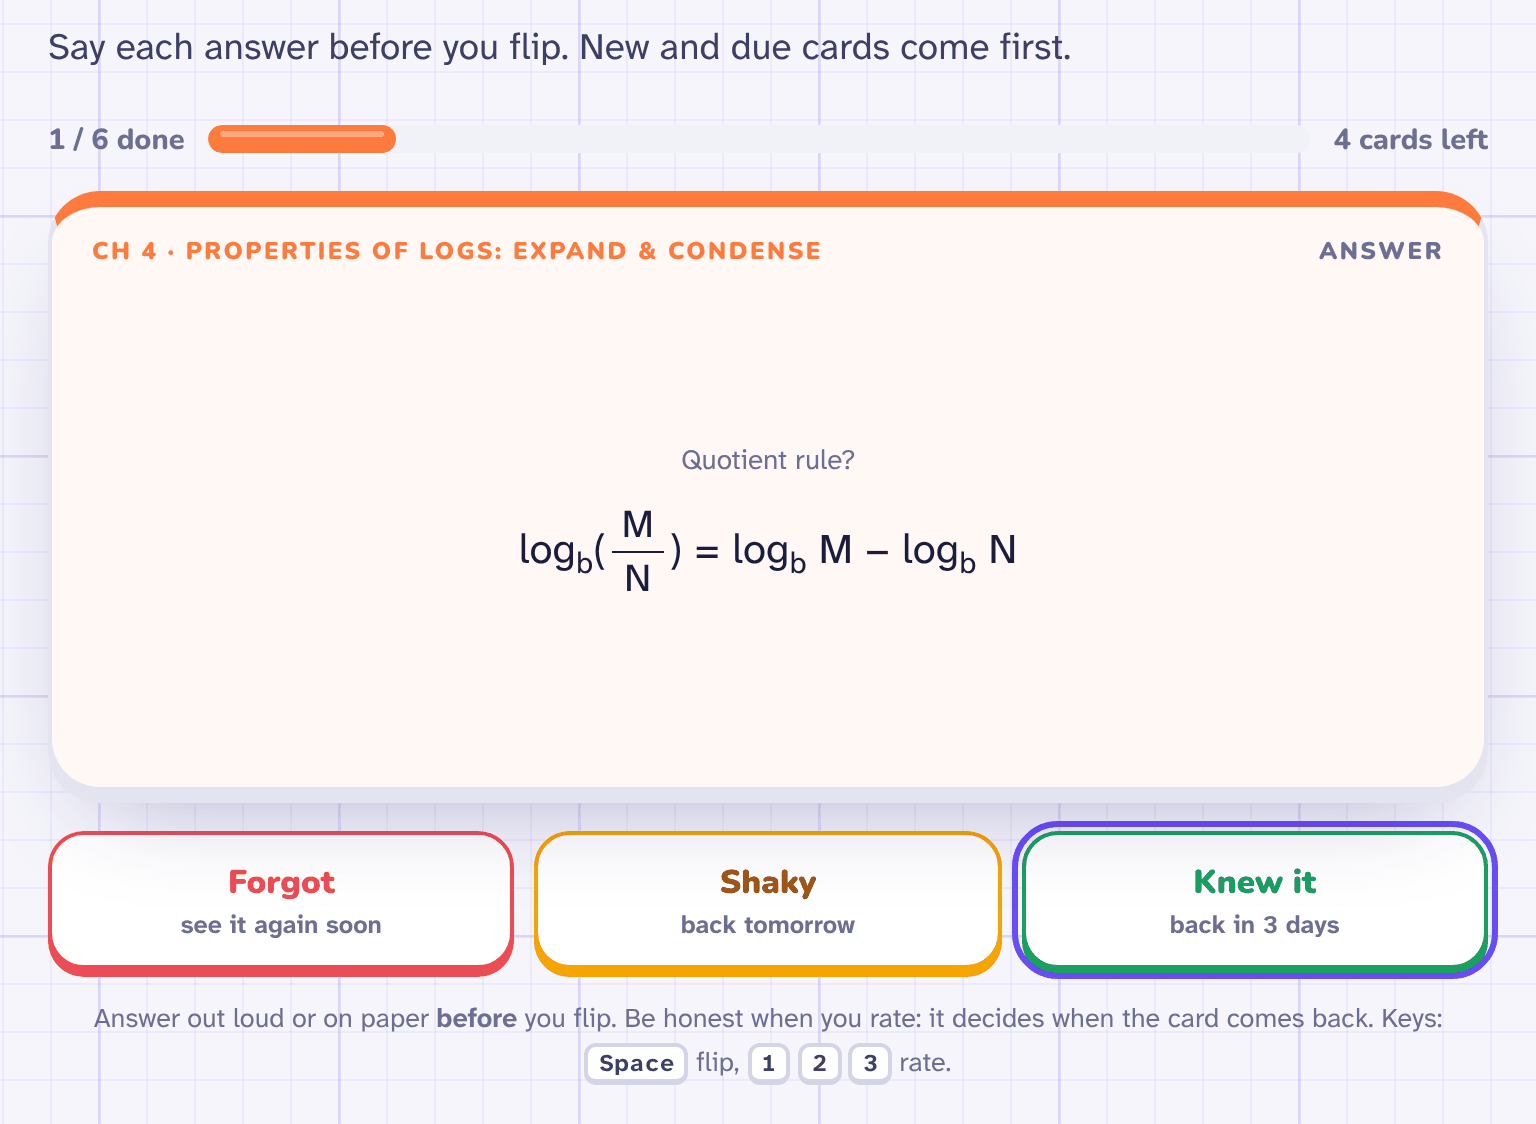 Say each answer before you flip. New and due cards come first.
1 / 6 done
4 cards left
CH 4 · PROPERTIES OF LOGS: EXPAND & CONDENSE
ANSWER
Quotient rule?
log_b(M/N) = log_b M – log_b N
Forgot
see it again soon
Shaky
back tomorrow
Knew it
back in 3 days
Answer out loud or on paper before you flip. Be honest when you rate: it decides when the card comes back. Keys:
Space flip, 1 2 3 rate.